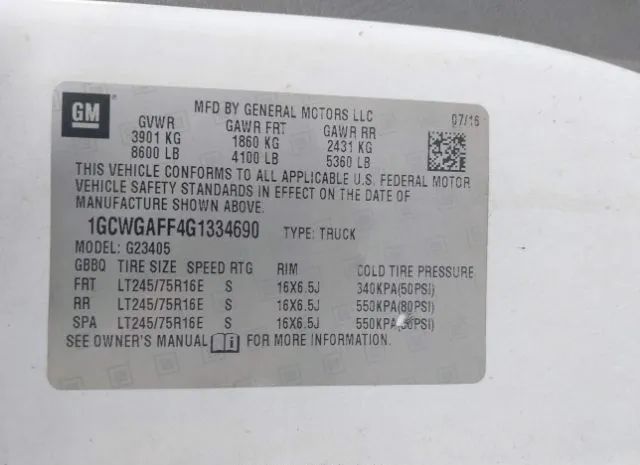 GM
MFD BY GENERAL MOTORS LLC
07/16
GVWR GAWR FRT GAWR RR
3901 KG 1860 KG 2431 KG
8600 LB 4100 LB 5360 LB
THIS VEHICLE CONFORMS TO ALL APPLICABLE U.S. FEDERAL MOTOR
VEHICLE SAFETY STANDARDS IN EFFECT ON THE DATE OF
MANUFACTURE SHOWN ABOVE.
1GCWGAFF4G1334690 TYPE: TRUCK
MODEL: G23405
GBBQ TIRE SIZE SPEED RTG RIM COLD TIRE PRESSURE
FRT LT245/75R16E S 16X6.5J 340KPA(50PSI)
RR LT245/75R16E S 16X6.5J 550KPA(80PSI)
SPA LT245/75R16E S 16X6.5J
SEE OWNER'S MANUAL FOR MORE INFORMATION.